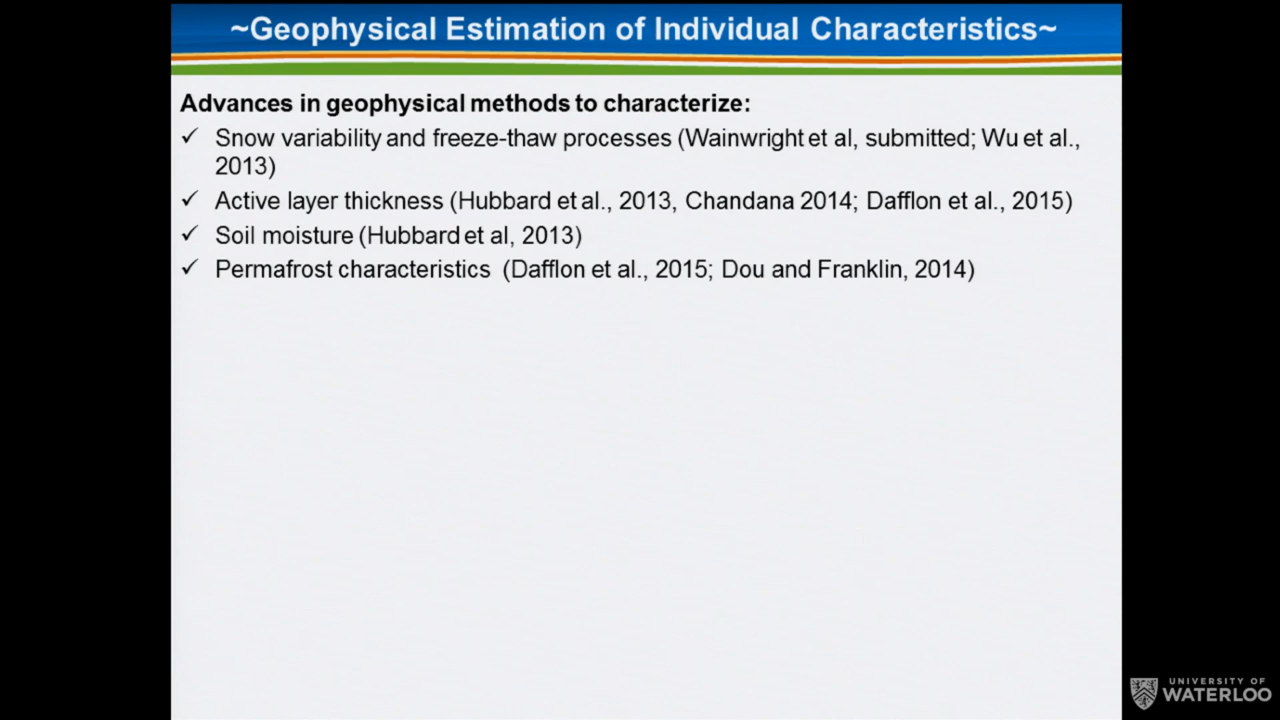 ~Geophysical Estimation of Individual Characteristics~
Advances in geophysical methods to characterize:
✓ Snow variability and freeze-thaw processes (Wainwright et al, submitted; Wu et al.,
2013)
✓ Active layer thickness (Hubbard et al., 2013, Chandana 2014; Dafflon et al., 2015)
✓ Soil moisture (Hubbard et al, 2013)
✓ Permafrost characteristics (Dafflon et al., 2015; Dou and Franklin, 2014)
UNIVERSITY OF
WATERLOO